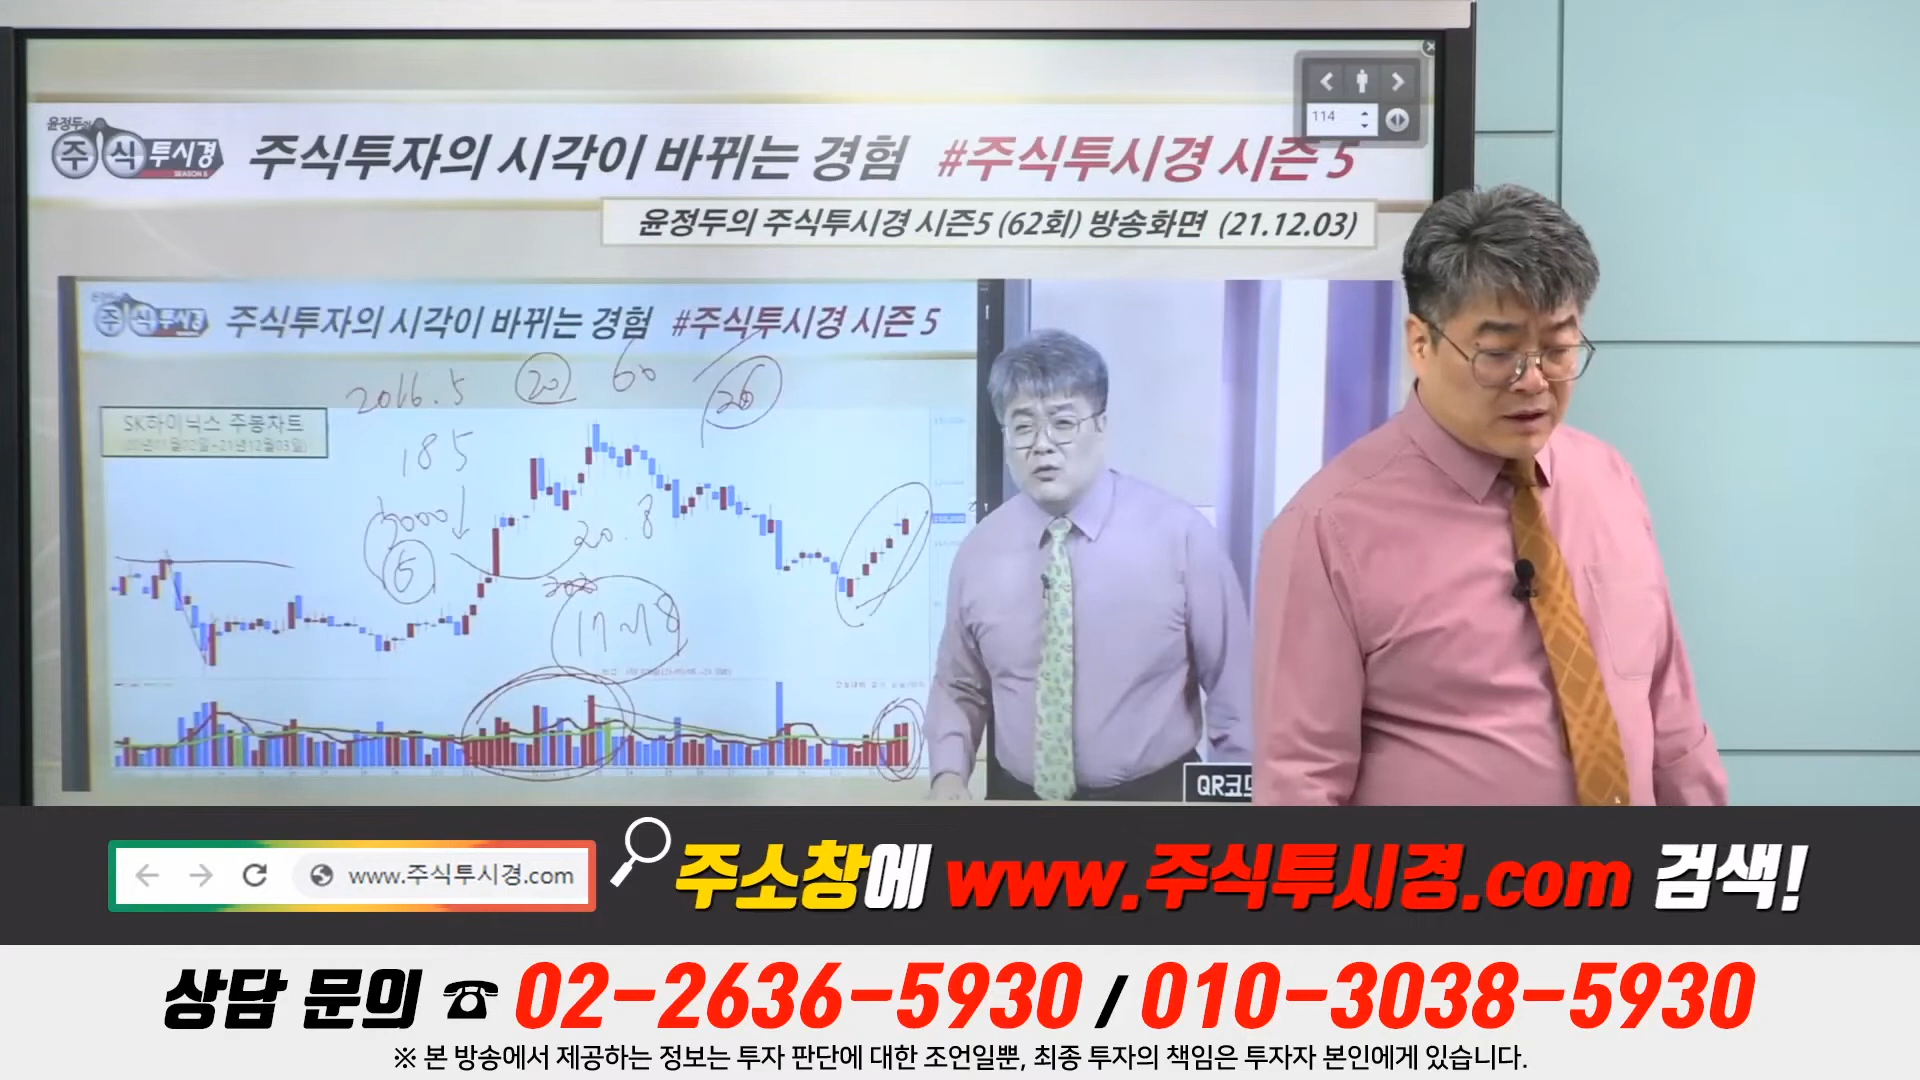 114
윤정두의
주식투시경
SEASON 5
주식투자의 시각이 바뀌는 경험 #주식투시경 시즌 5
윤정두의 주식투시경 시즌5 (62회) 방송화면 (21.12.03)
주식투시경
주식투자의 시각이 바뀌는 경험 #주식투시경 시즌 5
2016.5 20 60 26
SK하이닉스 주봉차트
185
20.8
17~18
QR코드
www.주식투시경.com
주소창에 www.주식투시경.com 검색!
상담 문의 ☎ 02-2636-5930 / 010-3038-5930
※ 본 방송에서 제공하는 정보는 투자 판단에 대한 조언일뿐, 최종 투자의 책임은 투자자 본인에게 있습니다.